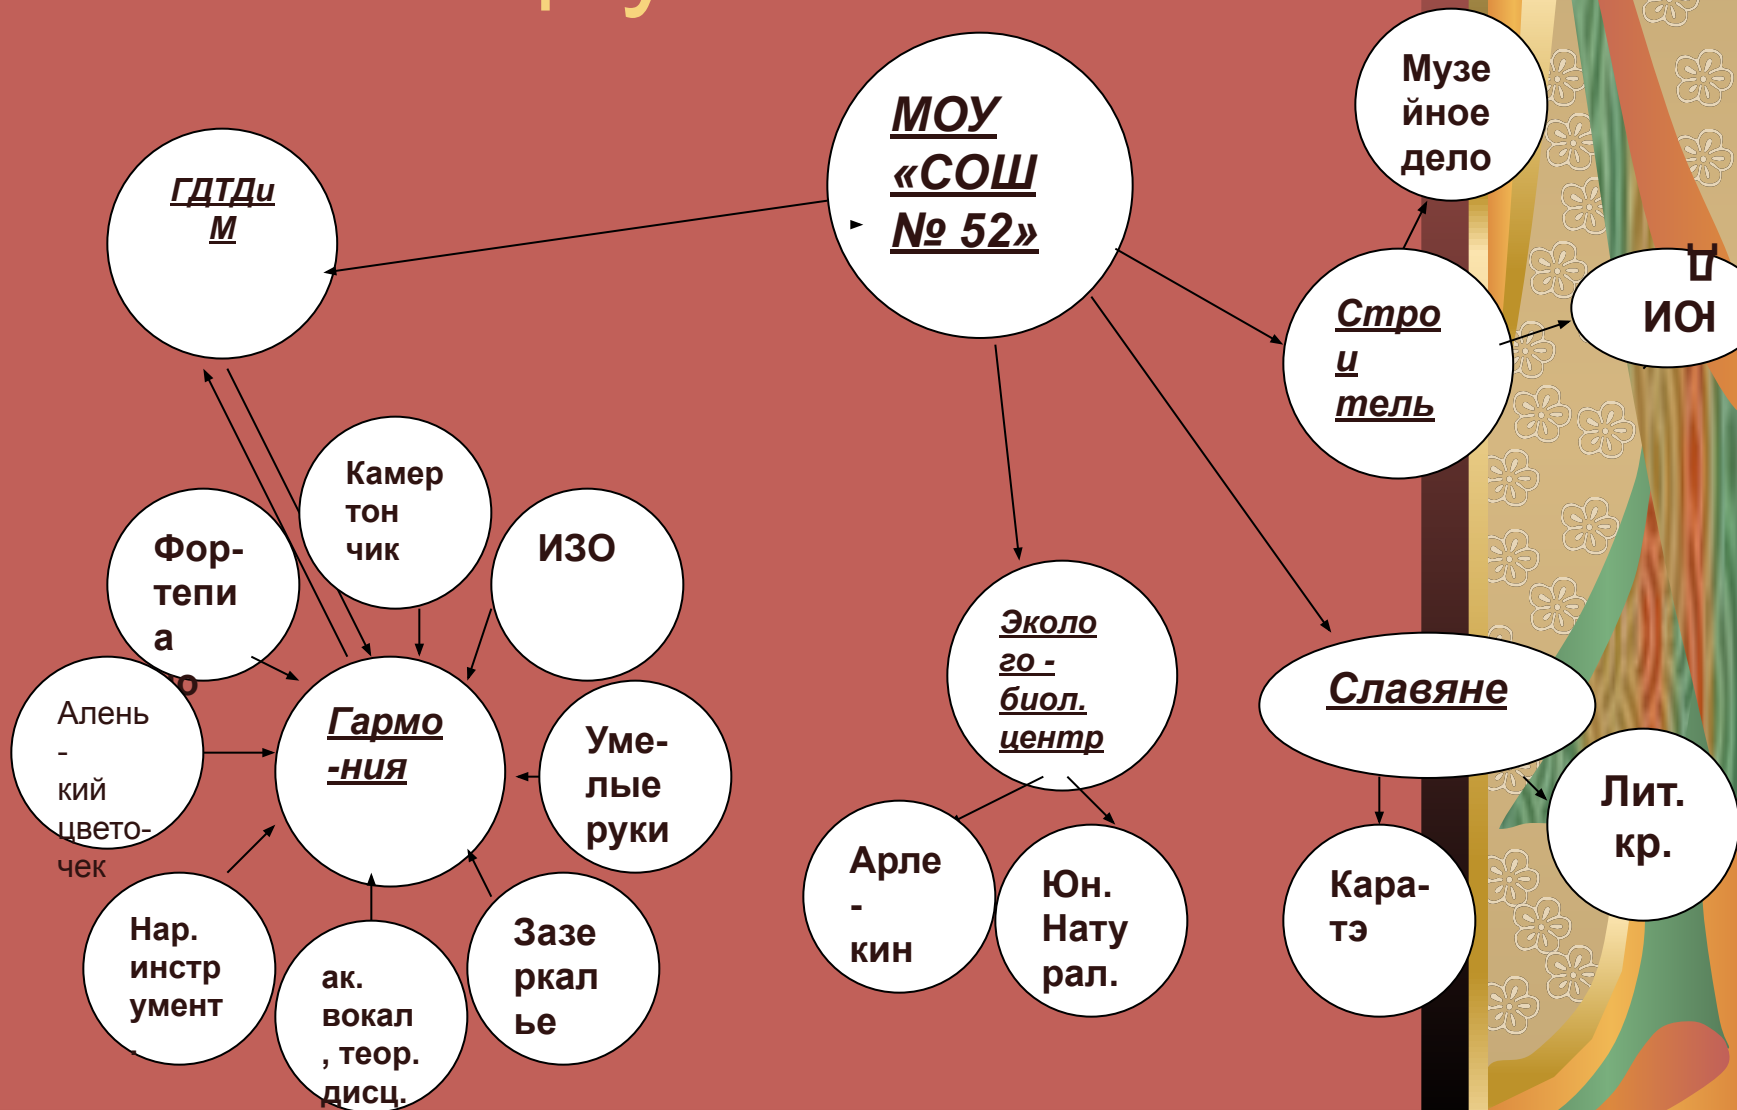 МОУ
«СОШ
№ 52»
Музе
йное
дело
ГДТДи
М
Строи
и
тель
Д
ЮИ
Камер
тон
чик
Фор-
тепи
а
о
ИЗО
Алень
-
кий
цвето-
чек
Гармо
-ния
Уме-
лые
руки
Эколо
го -
биол.
центр
Славяне
Лит.
кр.
Арле
-
кин
Юн.
Нату
рал.
Кара-
тэ
Нар.
инстр
умент
.
ак.
вокал
, теор.
дисц.
Зазе
ркал
ье